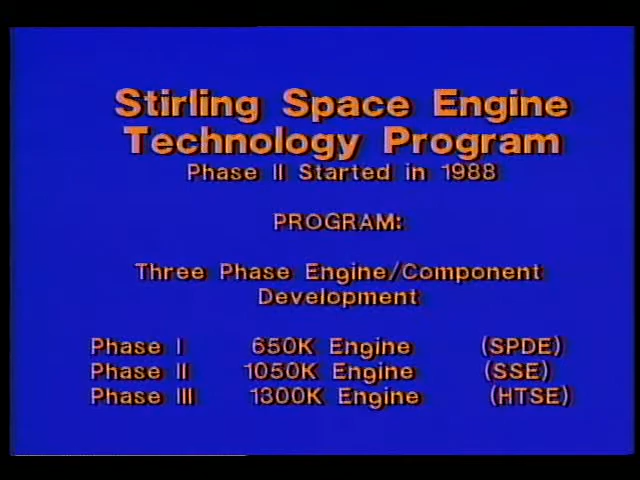 Stirling Space Engine
Technology Program
Phase II Started in 1988
PROGRAM:
Three Phase Engine/Component
Development
Phase I 650K Engine (SPDE)
Phase II 1050K Engine (SSE)
Phase III 1300K Engine (HTSE)